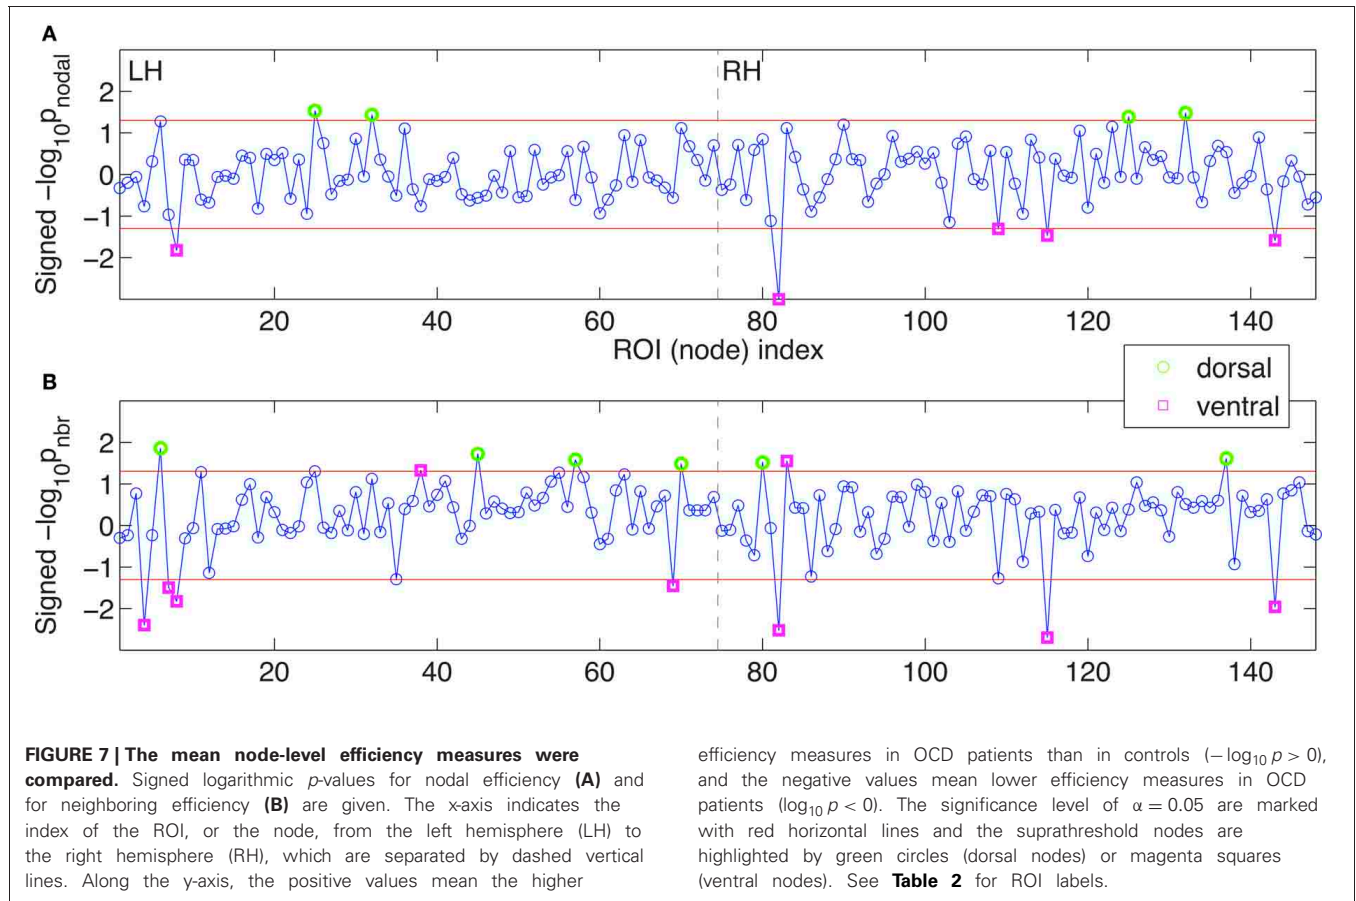 A
LH
RH
Signed −log10 pnodal
2
1
0
−1
−2
20
40
60
80
100
120
140
ROI (node) index
B
dorsal
ventral
Signed −log10 pnbr
2
1
0
−1
−2
20
40
60
80
100
120
140
FIGURE 7 | The mean node-level efficiency measures were
compared. Signed logarithmic p-values for nodal efficiency (A) and
for neighboring efficiency (B) are given. The x-axis indicates the
index of the ROI, or the node, from the left hemisphere (LH) to
the right hemisphere (RH), which are separated by dashed vertical
lines. Along the y-axis, the positive values mean the higher
efficiency measures in OCD patients than in controls (−log10 p > 0),
and the negative values mean lower efficiency measures in OCD
patients (log10 p < 0). The significance level of α = 0.05 are marked
with red horizontal lines and the suprathreshold nodes are
highlighted by green circles (dorsal nodes) or magenta squares
(ventral nodes). See Table 2 for ROI labels.